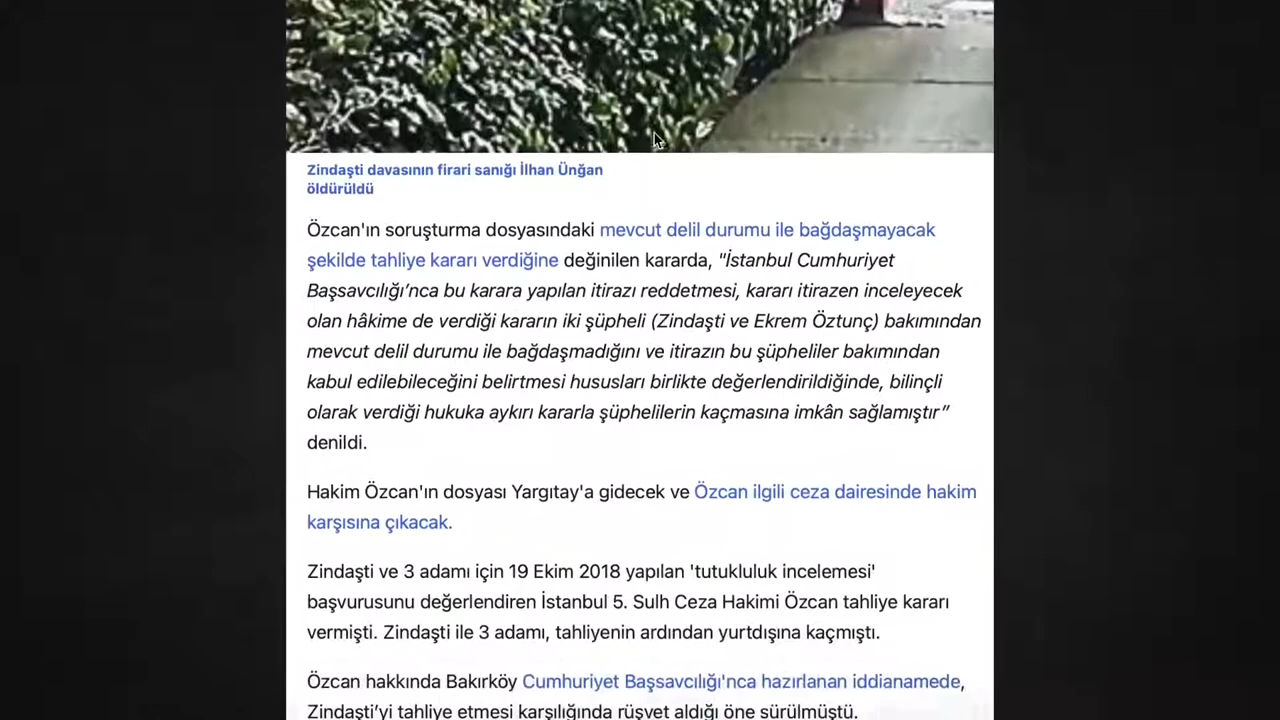 Zindaşti davasının firari sanığı İlhan Ünğan
öldürüldü
Özcan'ın soruşturma dosyasındaki mevcut delil durumu ile bağdaşmayacak
şekilde tahliye kararı verdiğine değinilen kararda, "İstanbul Cumhuriyet
Başsavcılığı’nca bu karara yapılan itirazı reddetmesi, kararı itirazen inceleyecek
olan hâkime de verdiği kararın iki şüpheli (Zindaşti ve Ekrem Öztunç) bakımından
mevcut delil durumu ile bağdaşmadığını ve itirazın bu şüpheliler bakımından
kabul edilebileceğini belirtmesi hususları birlikte değerlendirildiğinde, bilinçli
olarak verdiği hukuka aykırı kararla şüphelilerin kaçmasına imkân sağlamıştır”
denildi.
Hakim Özcan'ın dosyası Yargıtay'a gidecek ve Özcan ilgili ceza dairesinde hakim
karşısına çıkacak.
Zindaşti ve 3 adamı için 19 Ekim 2018 yapılan 'tutukluluk incelemesi'
başvurusunu değerlendiren İstanbul 5. Sulh Ceza Hakimi Özcan tahliye kararı
vermişti. Zindaşti ile 3 adamı, tahliyenin ardından yurtdışına kaçmıştı.
Özcan hakkında Bakırköy Cumhuriyet Başsavcılığı'nca hazırlanan iddianamede,
Zindaşti’yi tahliye etmesi karşılığında rüşvet aldığı öne sürülmüştü.